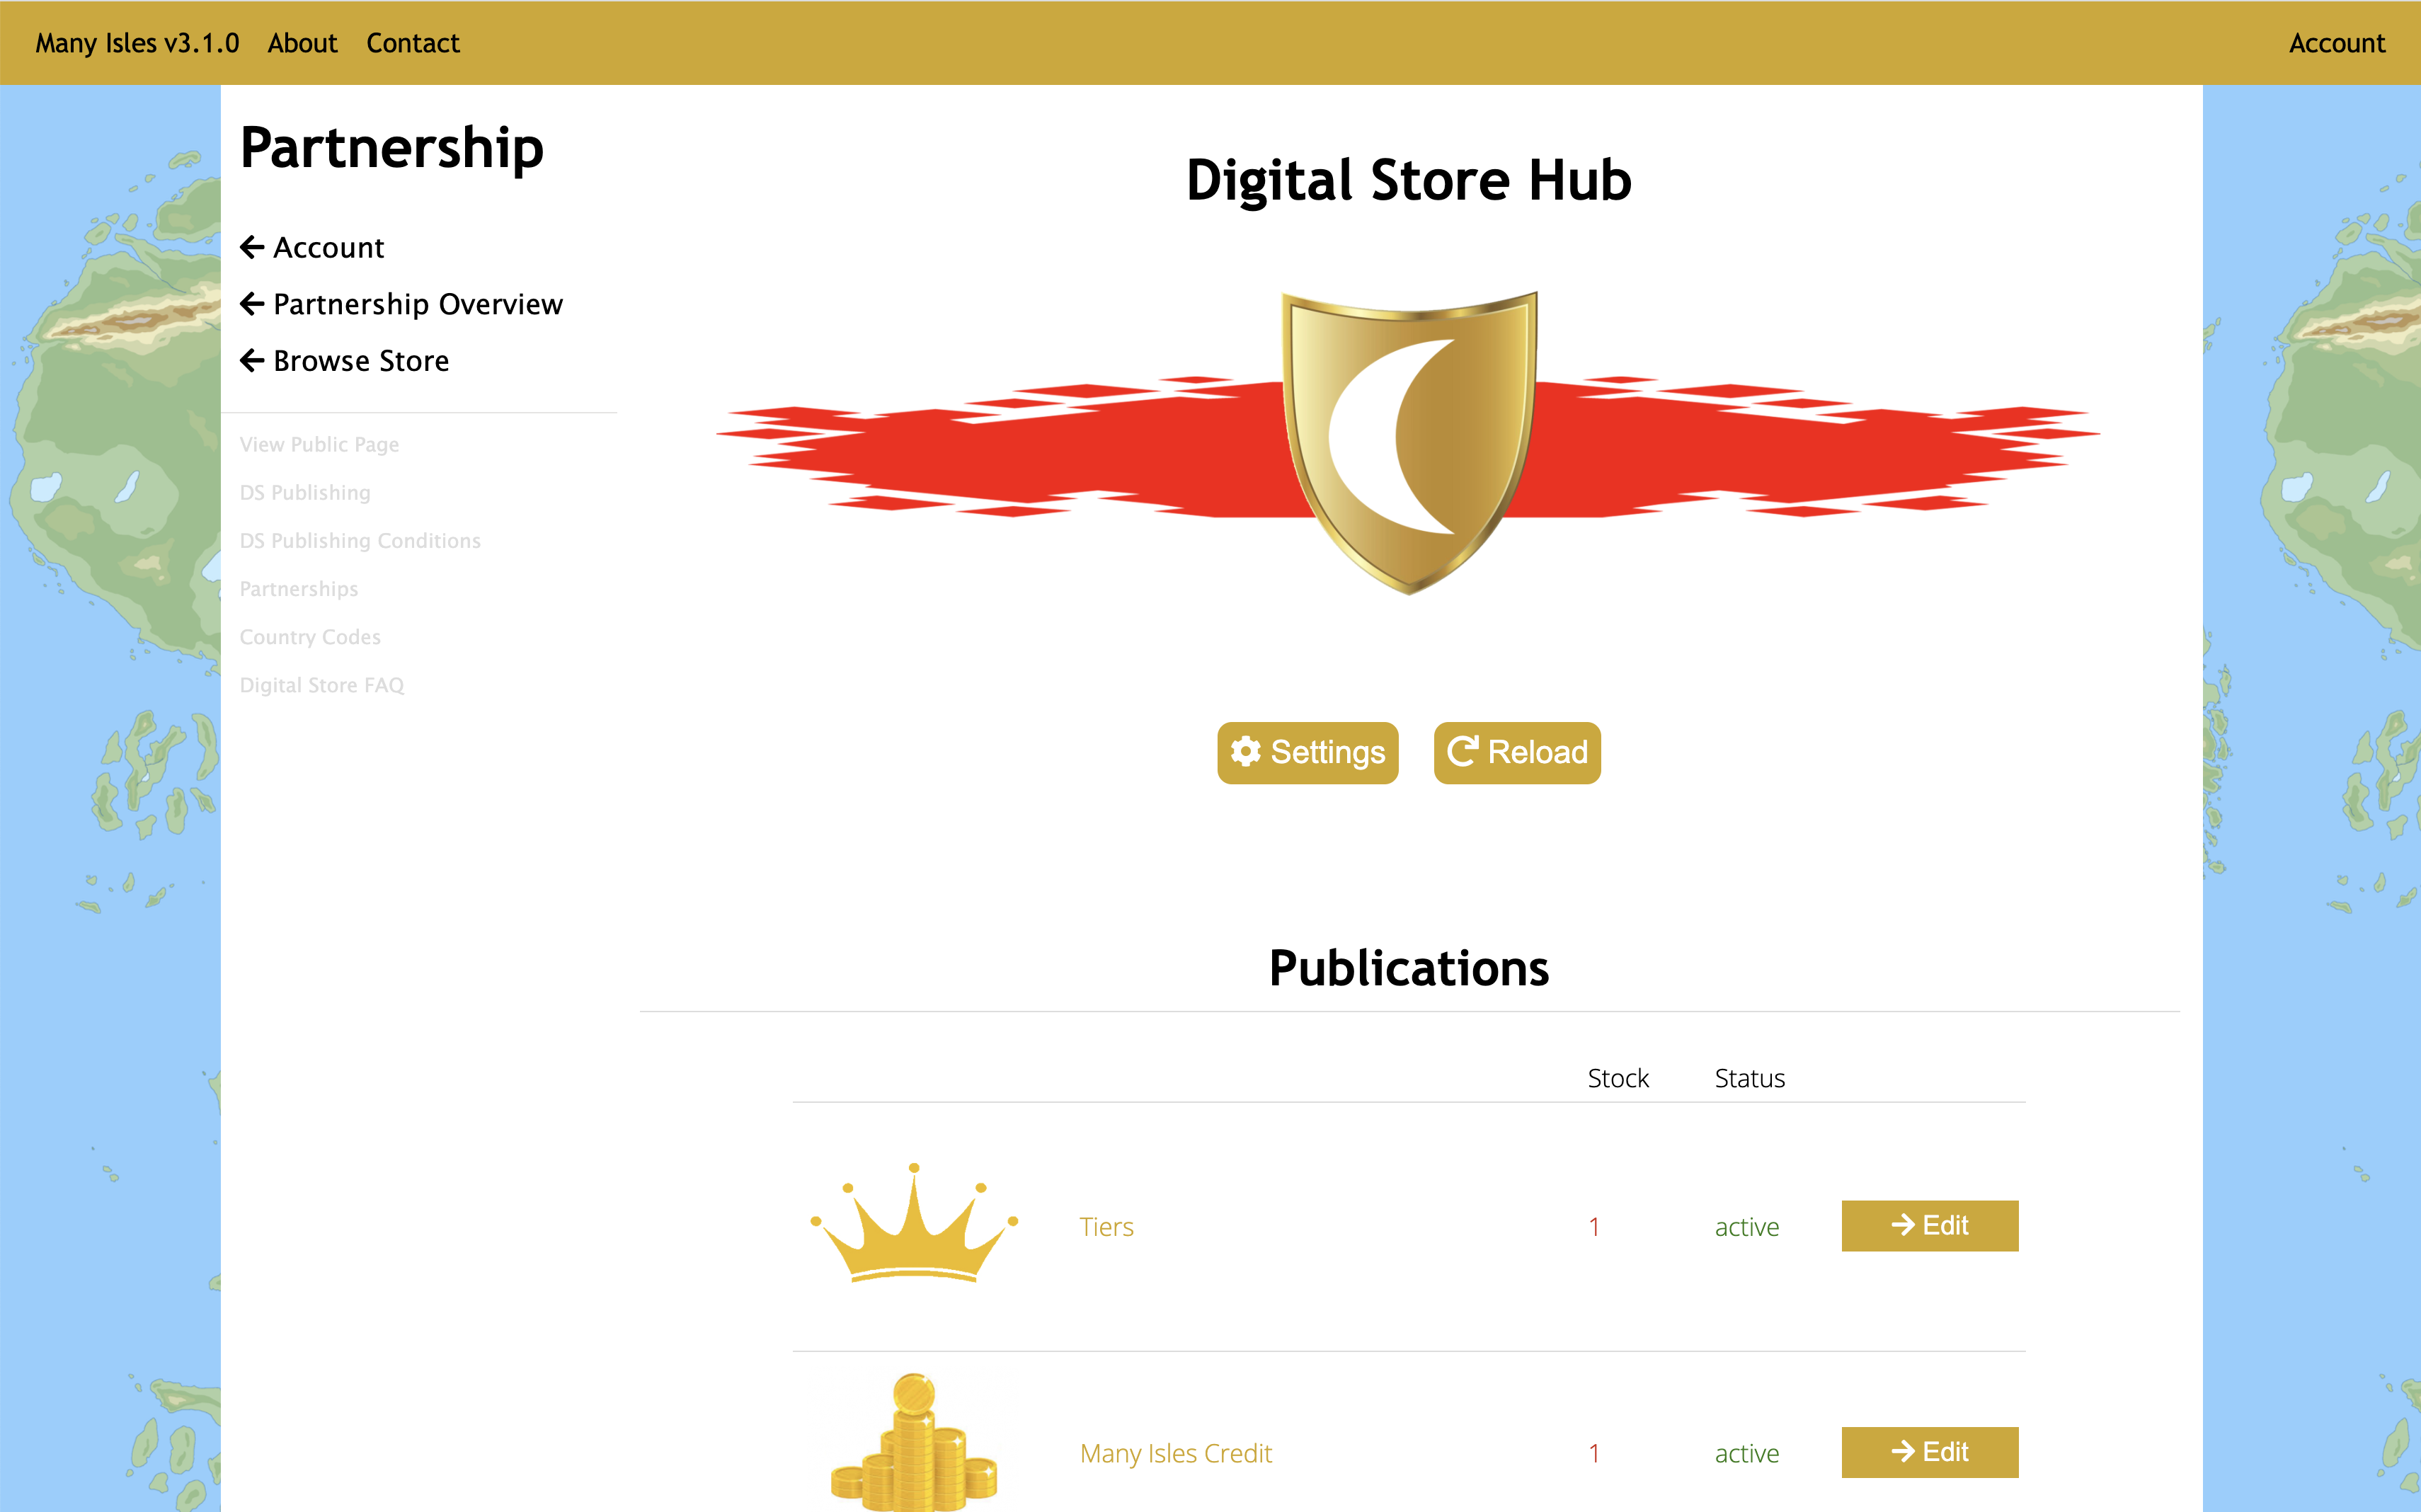 Many Isles v3.1.0 About Contact Account
Partnership
Account
Partnership Overview
Browse Store
View Public Page
DS Publishing
DS Publishing Conditions
Partnerships
Country Codes
Digital Store FAQ
Digital Store Hub
Settings Reload
Publications
Stock Status
Tiers 1 active Edit
Many Isles Credit 1 active Edit